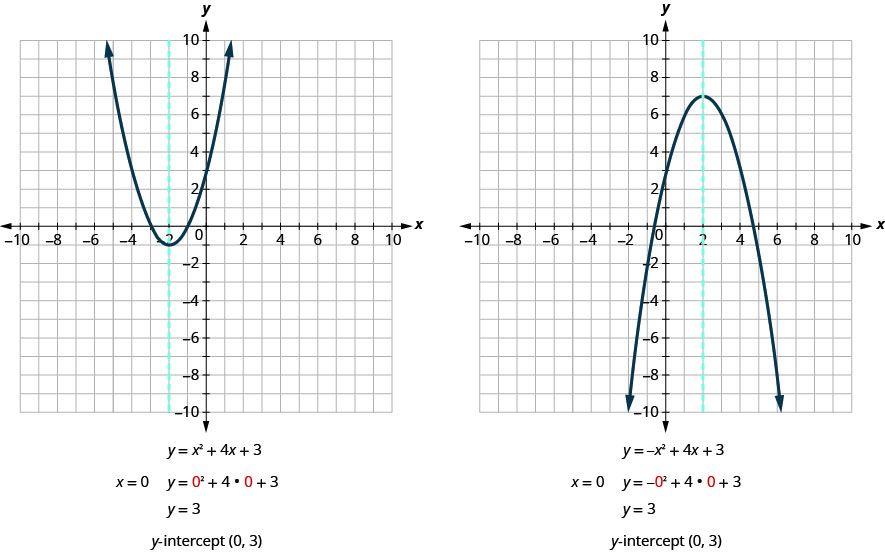 y
10
8
6
4
2
x
−10 −8 −6 −4 −2 0 2 4 6 8 10
−2
−4
−6
−8
−10
y = x² + 4x + 3
x = 0 y = 0² + 4 • 0 + 3
y = 3
y-intercept (0, 3)
y
10
8
6
4
2
x
−10 −8 −6 −4 −2 0 2 4 6 8 10
−2
−4
−6
−8
−10
y = −x² + 4x + 3
x = 0 y = −0² + 4 • 0 + 3
y = 3
y-intercept (0, 3)